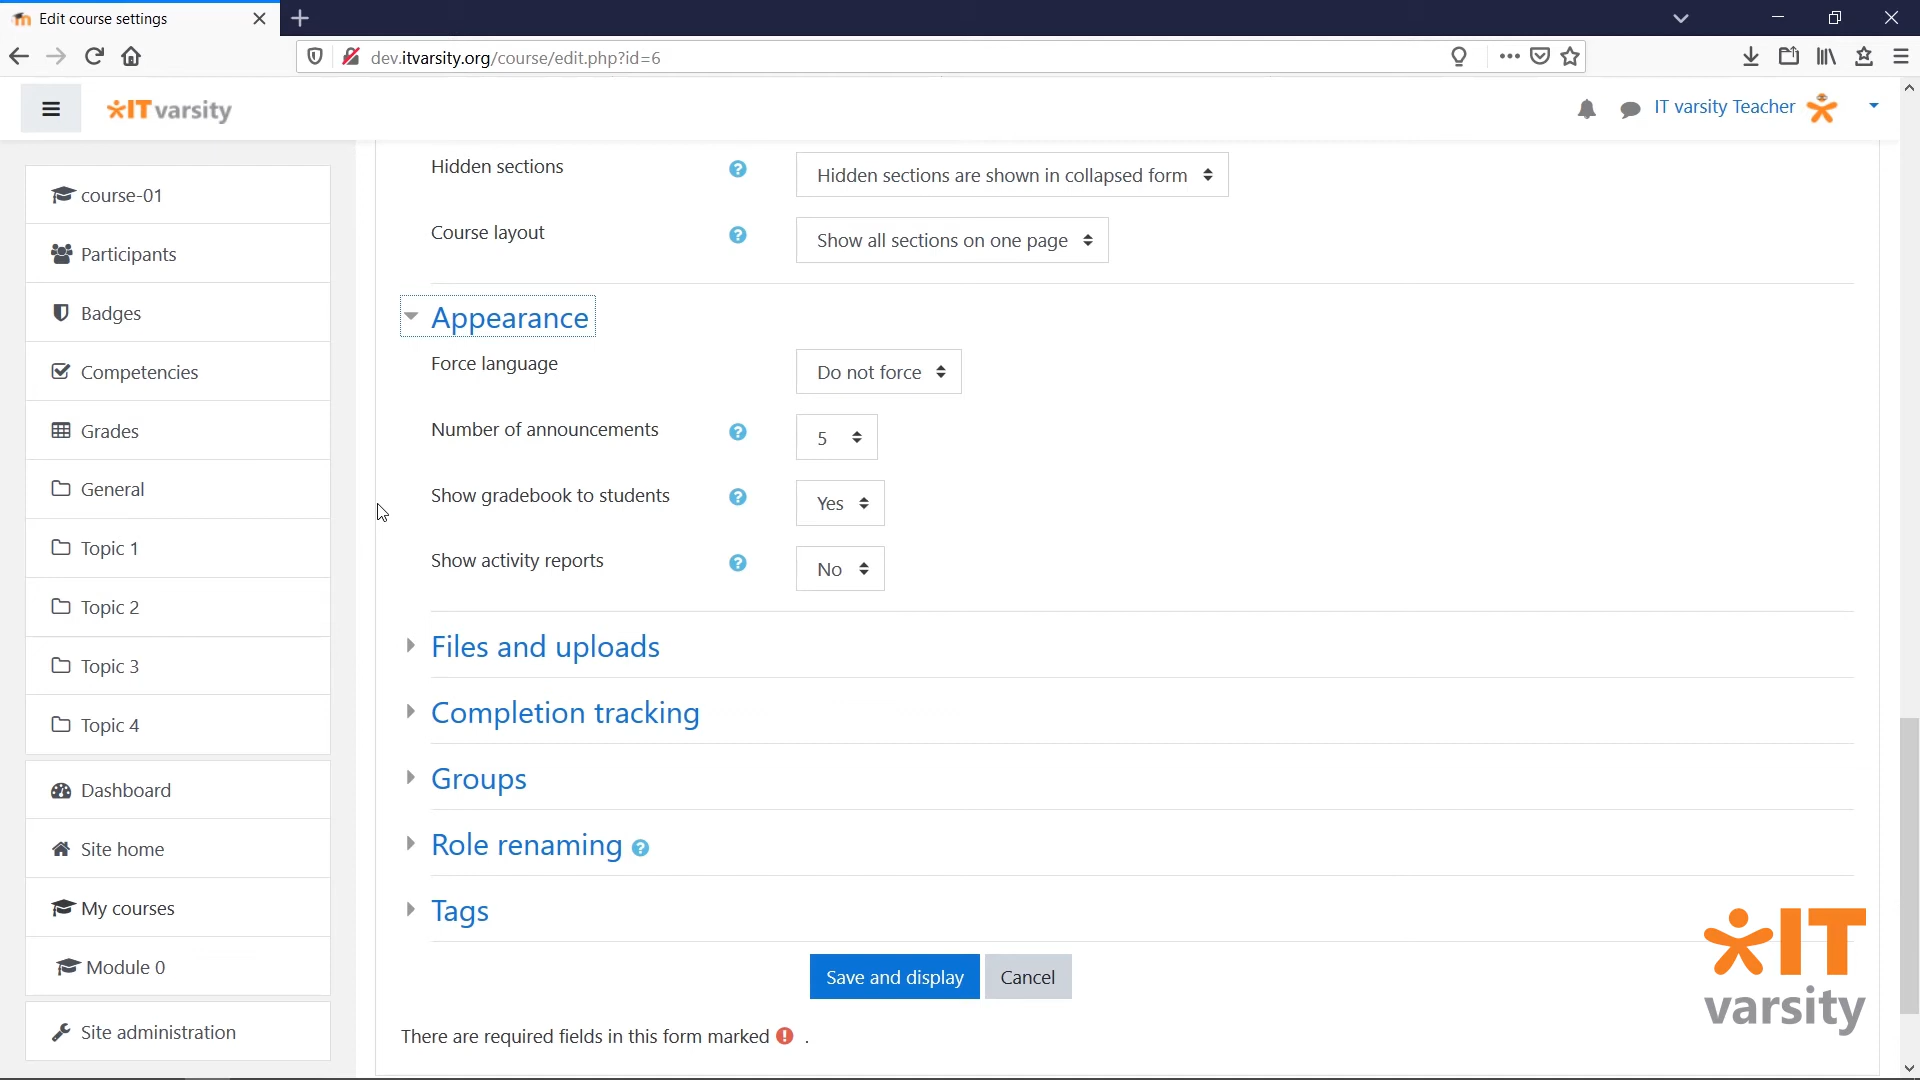 Edit course settings
dev.itvarsity.org/course/edit.php?id=6
IT varsity
IT varsity Teacher
course-01
Participants
Badges
Competencies
Grades
General
Topic 1
Topic 2
Topic 3
Topic 4
Dashboard
Site home
My courses
Module 0
Site administration
Hidden sections
Hidden sections are shown in collapsed form
Course layout
Show all sections on one page
Appearance
Force language
Do not force
Number of announcements
5
Show gradebook to students
Yes
Show activity reports
No
Files and uploads
Completion tracking
Groups
Role renaming
Tags
Save and display
Cancel
There are required fields in this form marked .
IT
varsity